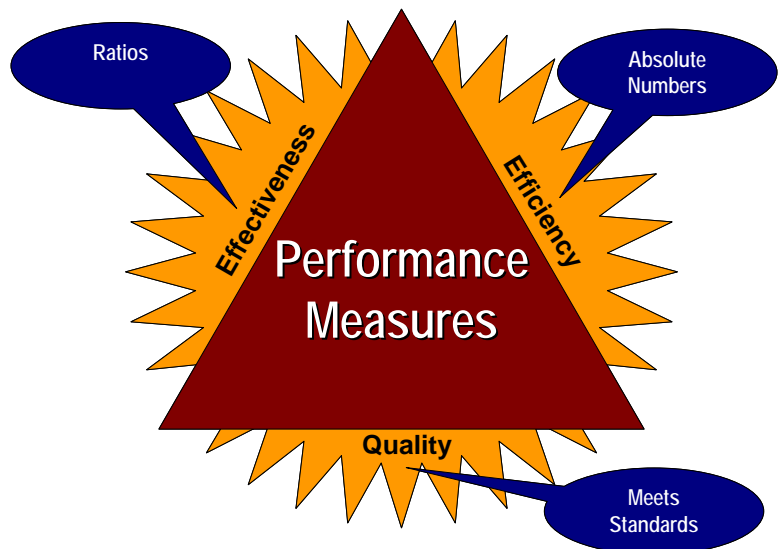 Ratios
Absolute
Numbers
Effectiveness
Efficiency
Performance
Measures
Quality
Meets
Standards